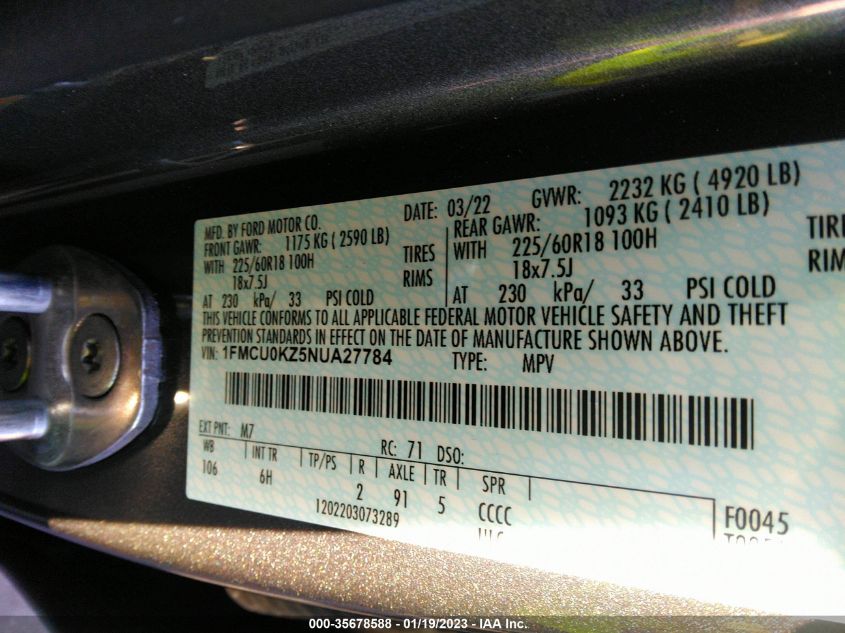 MFD. BY FORD MOTOR CO. DATE: 03/22 GVWR: 2232 KG ( 4920 LB)
FRONT GAWR: 1175 KG ( 2590 LB) REAR GAWR: 1093 KG ( 2410 LB)
WITH 225/60R18 100H TIRES WITH 225/60R18 100H TIRE
18x7.5J RIMS 18x7.5J RIM
AT 230 kPa/ 33 PSI COLD AT 230 kPa/ 33 PSI COLD
THIS VEHICLE CONFORMS TO ALL APPLICABLE FEDERAL MOTOR VEHICLE SAFETY AND THEFT
PREVENTION STANDARDS IN EFFECT ON THE DATE OF MANUFACTURE SHOWN ABOVE.
VIN: 1FMCU0KZ5NUA27784 TYPE: MPV
EXT PNT: M7 RC: 71 DSO:
WB INT TR TP/PS R AXLE TR SPR
106 6H 2 91 5 CCCC
1202203073289 F0045
000-35678588 - 01/19/2023 - IAA Inc.